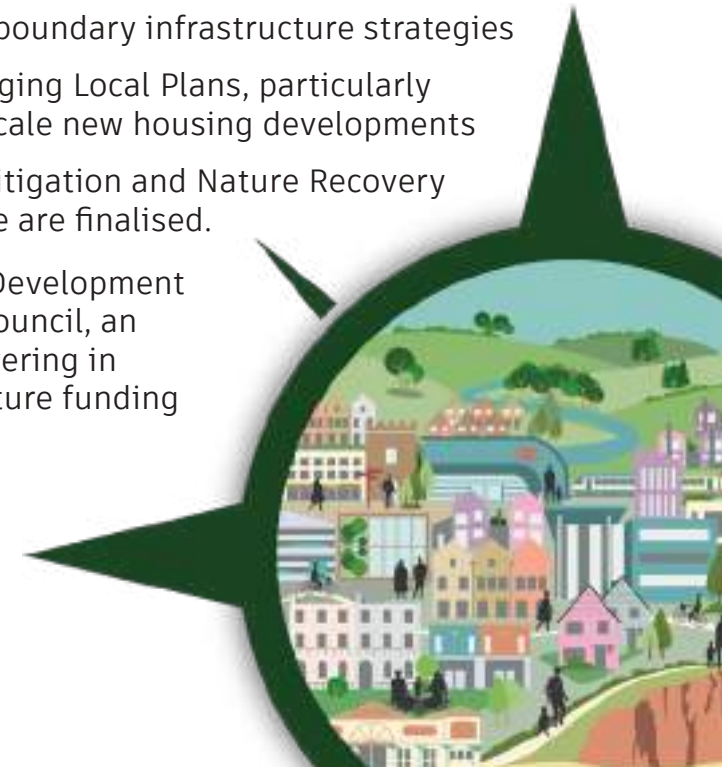 boundary infrastructure strategies
ging Local Plans, particularly
cale new housing developments
itigation and Nature Recovery
e are finalised.
Development
ouncil, an
ering in
ture funding